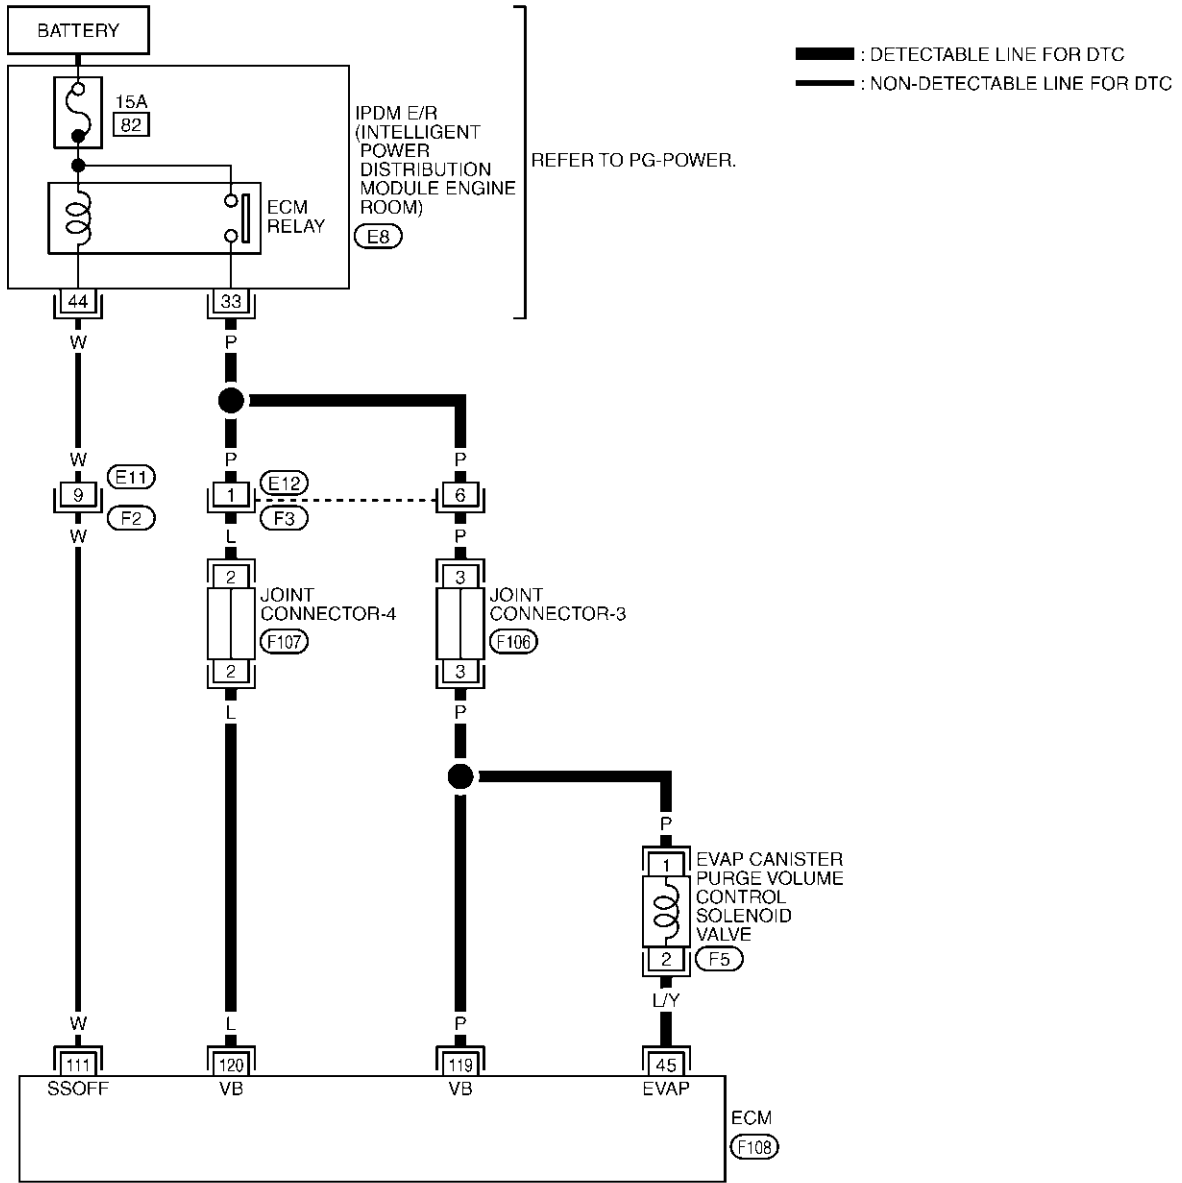 BATTERY
: DETECTABLE LINE FOR DTC
: NON-DETECTABLE LINE FOR DTC
15A
82
IPDM E/R
(INTELLIGENT
POWER
DISTRIBUTION
MODULE ENGINE
ROOM)
E8
REFER TO PG-POWER.
ECM
RELAY
44
33
W
P
W
P
P
9
E11
F2
1
E12
F3
6
W
L
P
2
JOINT
CONNECTOR-4
F107
2
3
JOINT
CONNECTOR-3
F106
3
L
P
P
1
EVAP CANISTER
PURGE VOLUME
CONTROL
SOLENOID
VALVE
2
F5
L/Y
W
L
P
111
120
119
45
SSOFF
VB
VB
EVAP
ECM
F108